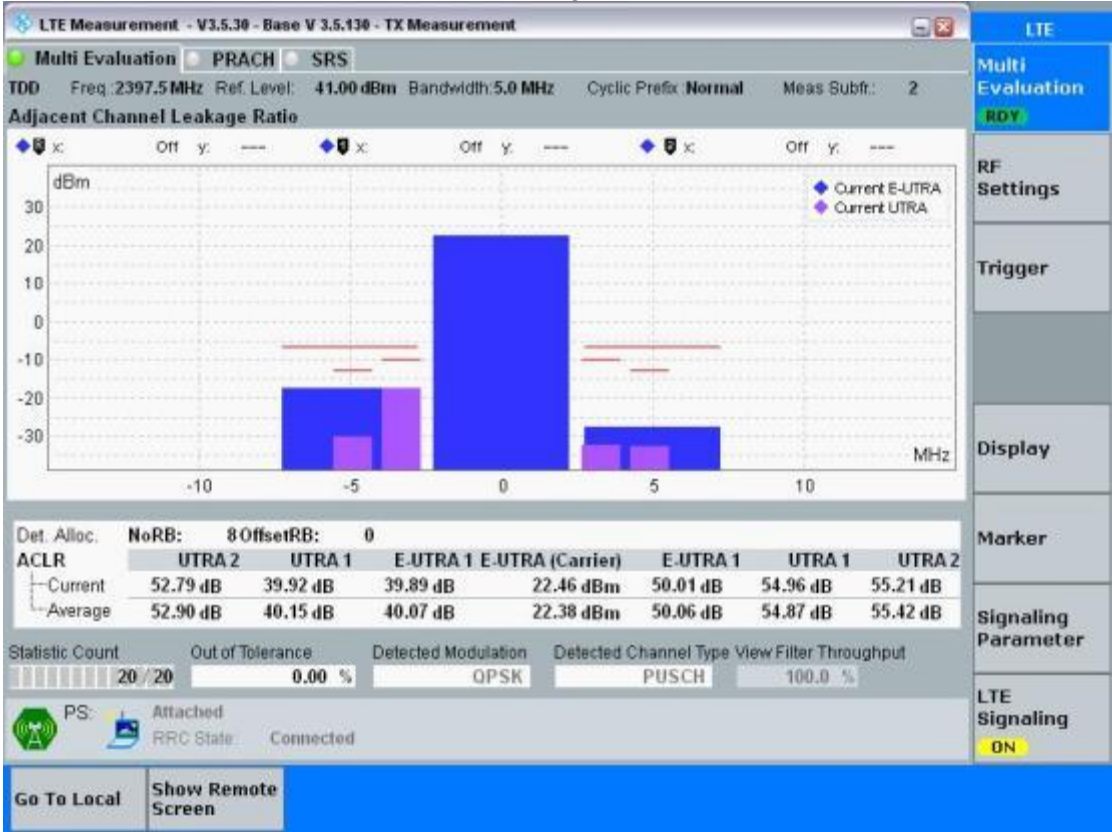 LTE Measurement - V3.5.30 - Base V 3.5.130 - TX Measurement
LTE
Multi Evaluation PRACH SRS
Multi
Evaluation
RDY
TDD Freq.:2397.5 MHz Ref. Level: 41.00 dBm Bandwidth:5.0 MHz Cyclic Prefix :Normal Meas Subfr.: 2
Adjacent Channel Leakage Ratio
x: Off y: --- x: Off y: --- x: Off y: ---
dBm
Current E-UTRA
Current UTRA
30
20
10
0
-10
-20
-30
MHz
-10 -5 0 5 10
RF
Settings
Trigger
Display
Marker
Signaling
Parameter
LTE
Signaling
ON
Det. Alloc. NoRB: 8 OffsetRB: 0
ACLR UTRA 2 UTRA 1 E-UTRA 1 E-UTRA (Carrier) E-UTRA 1 UTRA 1 UTRA 2
Current 52.79 dB 39.92 dB 39.89 dB 22.46 dBm 50.01 dB 54.96 dB 55.21 dB
Average 52.90 dB 40.15 dB 40.07 dB 22.38 dBm 50.06 dB 54.87 dB 55.42 dB
Statistic Count Out of Tolerance Detected Modulation Detected Channel Type View Filter Throughput
20 / 20 0.00 % QPSK PUSCH 100.0 %
PS: Attached
RRC State: Connected
Go To Local
Show Remote
Screen